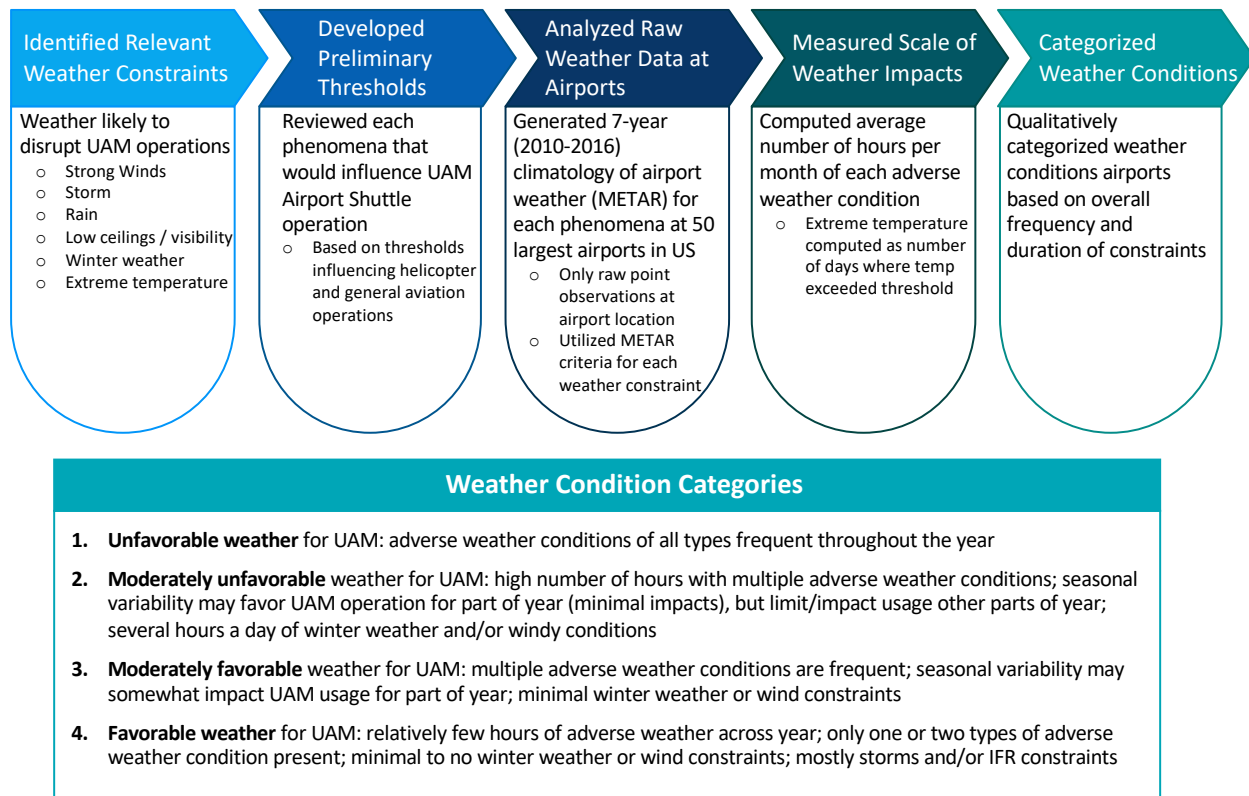 Identified Relevant
Weather Constraints
Weather likely to
disrupt UAM operations
o Strong Winds
o Storm
o Rain
o Low ceilings / visibility
o Winter weather
o Extreme temperature
Developed
Preliminary
Thresholds
Reviewed each
phenomena that
would influence UAM
Airport Shuttle
operation
o Based on thresholds
influencing helicopter
and general aviation
operations
Analyzed Raw
Weather Data at
Airports
Generated 7-year
(2010-2016)
climatology of airport
weather (METAR) for
each phenomena at 50
largest airports in US
o Only raw point
observations at
airport location
o Utilized METAR
criteria for each
weather constraint
Measured Scale of
Weather Impacts
Computed average
number of hours per
month of each adverse
weather condition
o Extreme temperature
computed as number
of days where temp
exceeded threshold
Categorized
Weather Conditions
Qualitatively
categorized weather
conditions airports
based on overall
frequency and
duration of constraints
Weather Condition Categories
1. Unfavorable weather for UAM: adverse weather conditions of all types frequent throughout the year
2. Moderately unfavorable weather for UAM: high number of hours with multiple adverse weather conditions; seasonal
variability may favor UAM operation for part of year (minimal impacts), but limit/impact usage other parts of year;
several hours a day of winter weather and/or windy conditions
3. Moderately favorable weather for UAM: multiple adverse weather conditions are frequent; seasonal variability may
somewhat impact UAM usage for part of year; minimal winter weather or wind constraints
4. Favorable weather for UAM: relatively few hours of adverse weather across year; only one or two types of adverse
weather condition present; minimal to no winter weather or wind constraints; mostly storms and/or IFR constraints